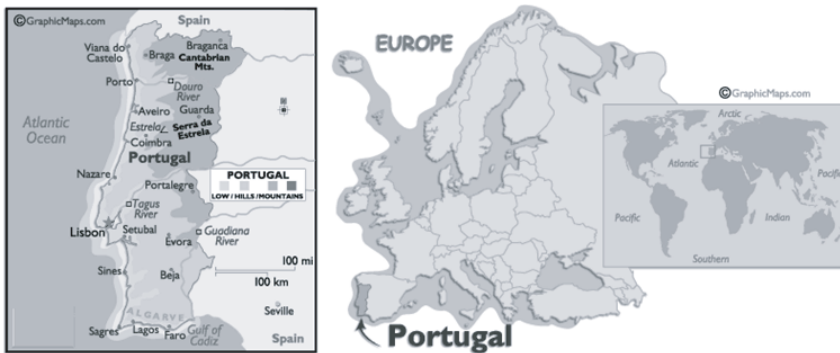 ©GraphicMaps.com
Spain
Viana do
Castelo
Braga
Braganca
Cantabrian
Mts.
Porto
Douro
River
Aveiro
Guarda
Estrela
Serra da
Estrela
Coimbra
Atlantic
Ocean
Portugal
Nazare
PORTUGAL
LOW / HILLS / MOUNTAINS
Portalegre
Tagus
River
Lisbon
Setubal
Evora
Guadiana
River
100 mi
100 km
Sines
Beja
Seville
ALGARVE
Sagres
Lagos
Faro
Gulf of
Cadiz
Spain
EUROPE
Portugal
©GraphicMaps.com
Arctic
Atlantic
Pacific
Pacific
Indian
Southern